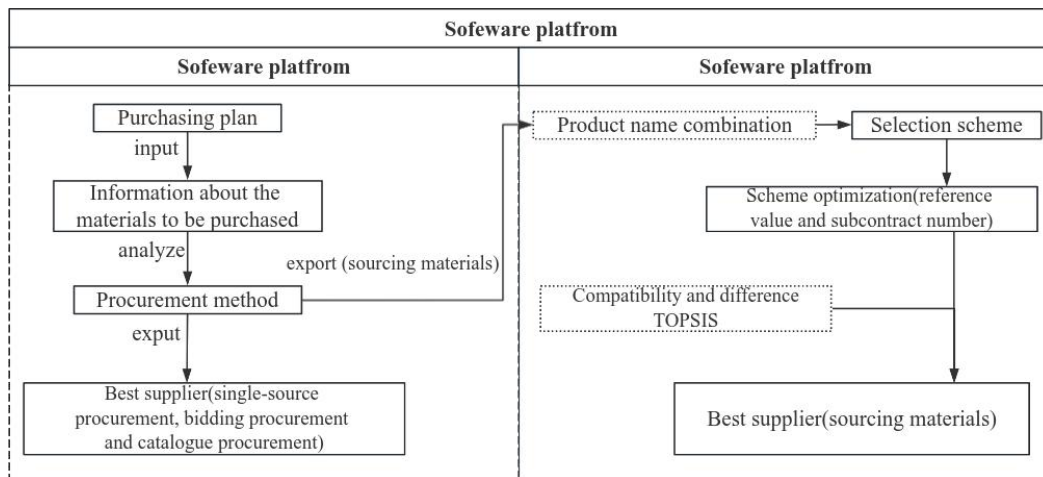 Sofeware platfrom
Sofeware platfrom
Sofeware platfrom
Purchasing plan
input
Information about the
materials to be purchased
analyze
export (sourcing materials)
Procurement method
exput
Best supplier(single-source
procurement, bidding procurement
and catalogue procurement)
Product name combination
Selection scheme
Scheme optimization(reference
value and subcontract number)
Compatibility and difference
TOPSIS
Best supplier(sourcing materials)